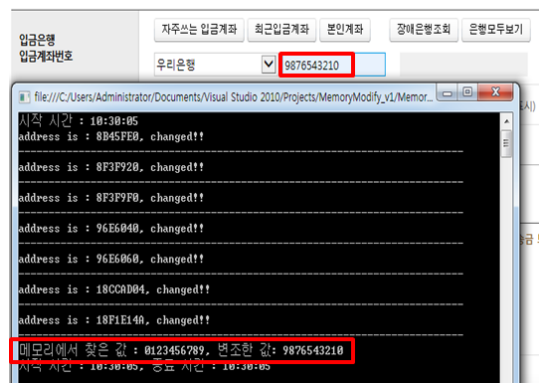 자주쓰는 입금계좌 최근입금계좌 본인계좌 장애은행조회 은행모두보기
입금은행
입금계좌번호
우리은행 9876543210
file:///C:/Users/Administrator/Documents/Visual Studio 2010/Projects/MemoryModify_v1/Memor...
시)
시작 시간 : 10:30:05
address is : 8B45FE0, changed!!
address is : 8F3F920, changed!!
address is : 8F3F9F0, changed!!
address is : 96E6040, changed!!
address is : 96E6060, changed!!
address is : 18CCAD04, changed!!
address is : 18F1E14A, changed!!
메모리에서 찾은 값 : 0123456789, 변조한 값: 9876543210
시작 시간 : 10:30:05, 종료 시간 : 10:30:05